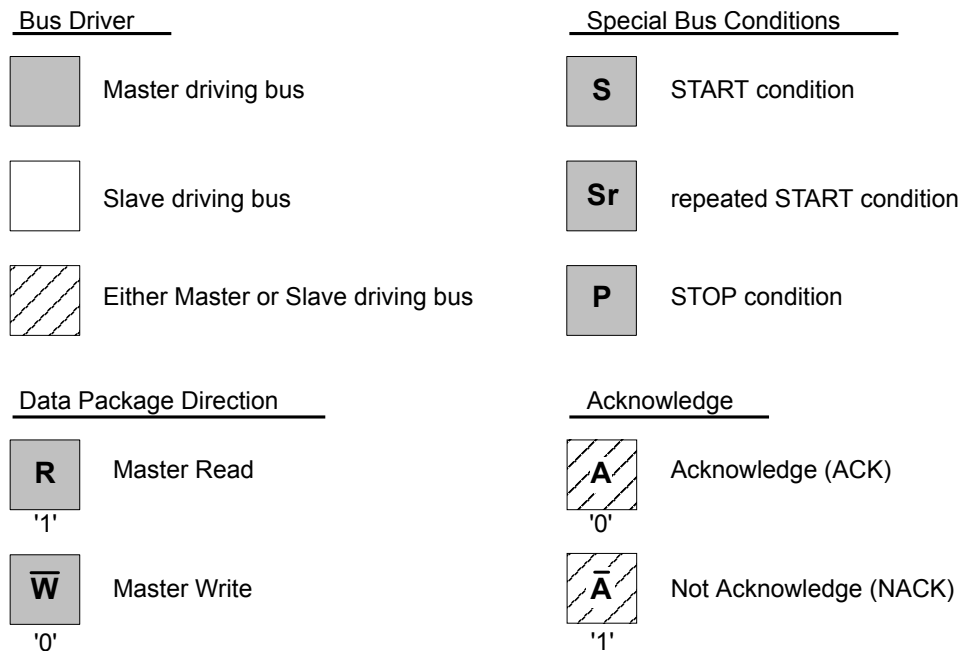 Bus Driver
Master driving bus
Slave driving bus
Either Master or Slave driving bus
Special Bus Conditions
S START condition
Sr repeated START condition
P STOP condition
Data Package Direction
R Master Read
'1'
W̅ Master Write
'0'
Acknowledge
A Acknowledge (ACK)
'0'
A̅ Not Acknowledge (NACK)
'1'